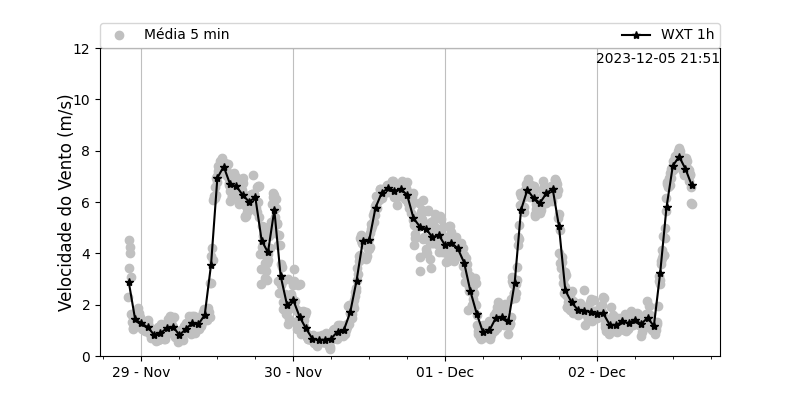 Média 5 min
WXT 1h
2023-12-05 21:51
Velocidade do Vento (m/s)
12
10
8
6
4
2
0
29 - Nov
30 - Nov
01 - Dec
02 - Dec